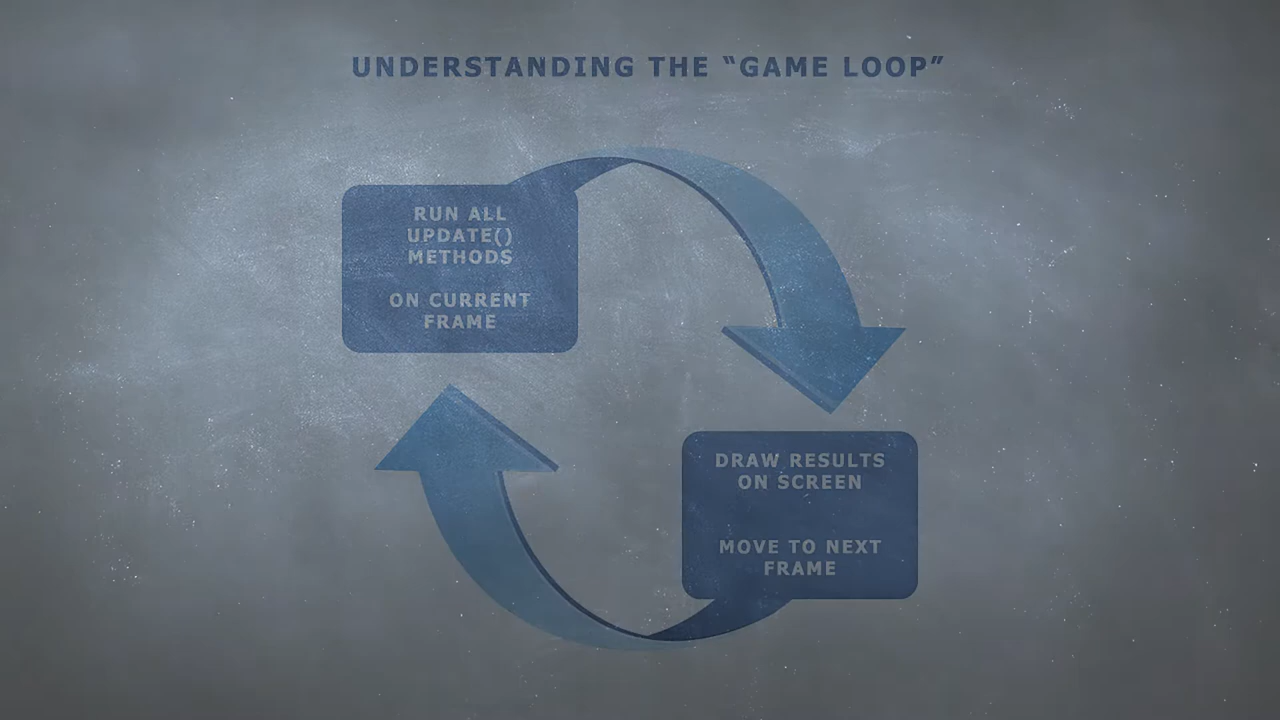 UNDERSTANDING THE “GAME LOOP”
RUN ALL
UPDATE()
METHODS
ON CURRENT
FRAME
DRAW RESULTS
ON SCREEN
MOVE TO NEXT
FRAME